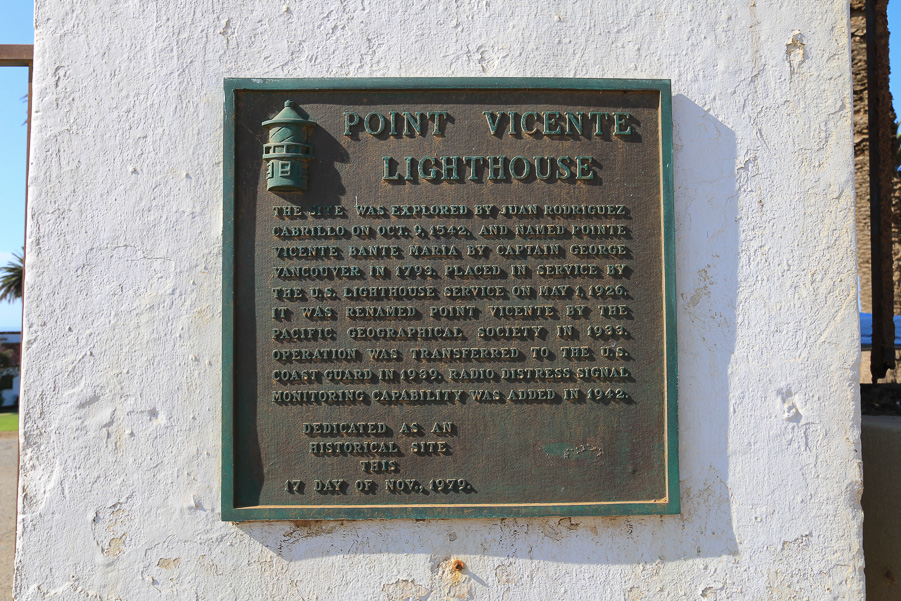 POINT VICENTE
LIGHTHOUSE
THE SITE WAS EXPLORED BY JUAN RODRIGUEZ
CABRILLO ON OCT. 9, 1542, AND NAMED POINTE
VICENTE BANTE MARIA BY CAPTAIN GEORGE
VANCOUVER IN 1793. PLACED IN SERVICE BY
THE U.S. LIGHTHOUSE SERVICE ON MAY 1, 1926.
IT WAS RENAMED POINT VICENTE BY THE
PACIFIC GEOGRAPHICAL SOCIETY IN 1933.
OPERATION WAS TRANSFERRED TO THE U.S.
COAST GUARD IN 1939. RADIO DISTRESS SIGNAL
MONITORING CAPABILITY WAS ADDED IN 1942.
DEDICATED AS AN
HISTORICAL SITE
THIS
17 DAY OF NOV., 1979.